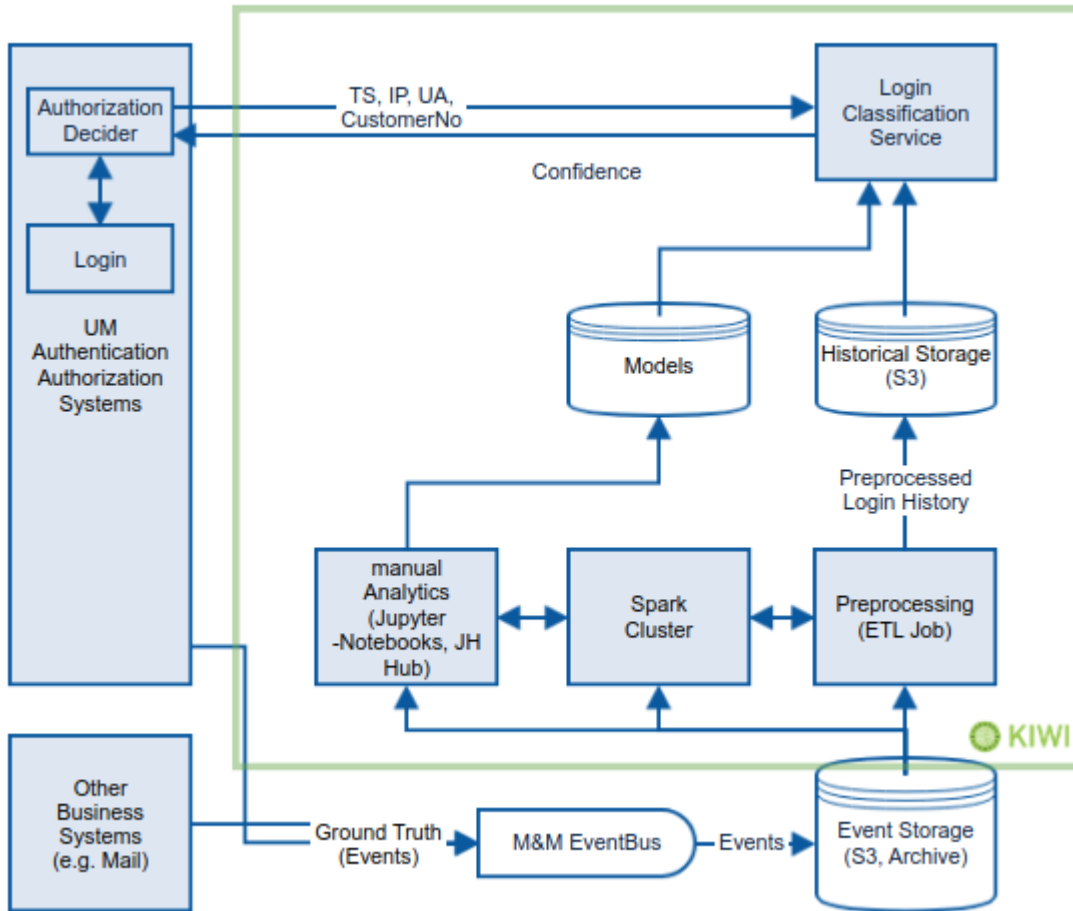 Authorization
Decider
Login
UM
Authentication
Authorization
Systems
TS, IP, UA,
CustomerNo
Confidence
Login
Classification
Service
Models
Historical Storage
(S3)
Preprocessed
Login History
manual
Analytics
(Jupyter
-Notebooks, JH
Hub)
Spark
Cluster
Preprocessing
(ETL Job)
KIWI
Other
Business
Systems
(e.g. Mail)
Ground Truth
(Events)
M&M EventBus
Events
Event Storage
(S3, Archive)